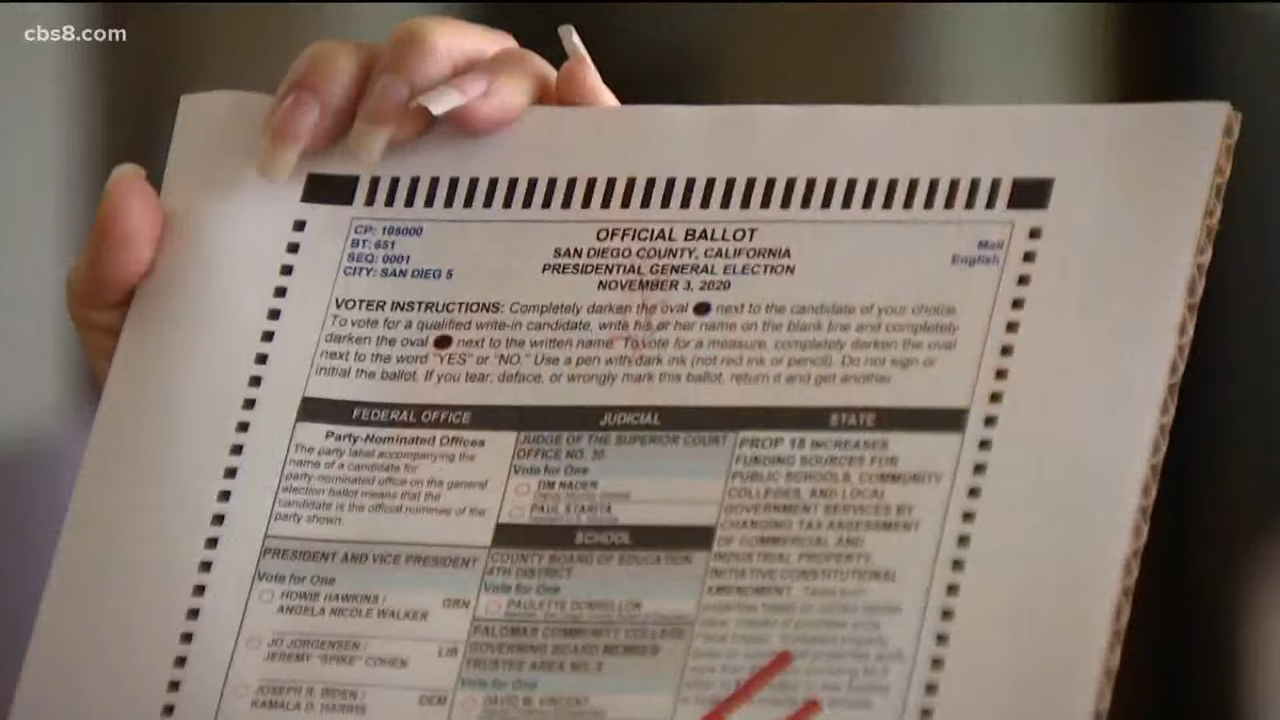 cbs8.com
CP: 105000
BT: 651
SEQ: 0001
CITY: SAN DIEG 5
OFFICIAL BALLOT
SAN DIEGO COUNTY, CALIFORNIA
PRESIDENTIAL GENERAL ELECTION
NOVEMBER 3, 2020
Mail
English
VOTER INSTRUCTIONS: Completely darken the oval next to the candidate of your choice.
To vote for a qualified write-in candidate, write his or her name on the blank line and completely
darken the oval next to the written name. To vote for a measure, completely darken the oval
next to the word "YES" or "NO." Use a pen with dark ink (not red ink or pencil). Do not sign or
initial the ballot. If you tear, deface, or wrongly mark this ballot, return it and get another.
FEDERAL OFFICE
Party-Nominated Offices
The party label accompanying the
name of a candidate for
party-nominated office on the general
election ballot means that the
candidate is the official nominee of the
party shown.
PRESIDENT AND VICE PRESIDENT
Vote for One
HOWIE HAWKINS /
ANGELA NICOLE WALKER
GRN
JO JORGENSEN /
JEREMY "SPIKE" COHEN
LIB
JOSEPH R. BIDEN /
KAMALA D. HARRIS
DEM
JUDICIAL
JUDGE OF THE SUPERIOR COURT
OFFICE NO. 30
Vote for One
TIM NADER
PAUL STARITA
SCHOOL
COUNTY BOARD OF EDUCATION
4TH DISTRICT
Vote for One
PAULETTE DONNELLON
PALOMAR COMMUNITY COLLEGE
GOVERNING BOARD MEMBER
TRUSTEE AREA NO.
Vote for One
DAVID W. VINCENT
STATE
PROP 15 INCREASES
FUNDING SOURCES FOR
PUBLIC SCHOOLS, COMMUNITY
COLLEGES, AND LOCAL
GOVERNMENT SERVICES BY
CHANGING TAX ASSESSMENT
OF COMMERCIAL AND
INDUSTRIAL PROPERTY.
INITIATIVE CONSTITUTIONAL
AMENDMENT.